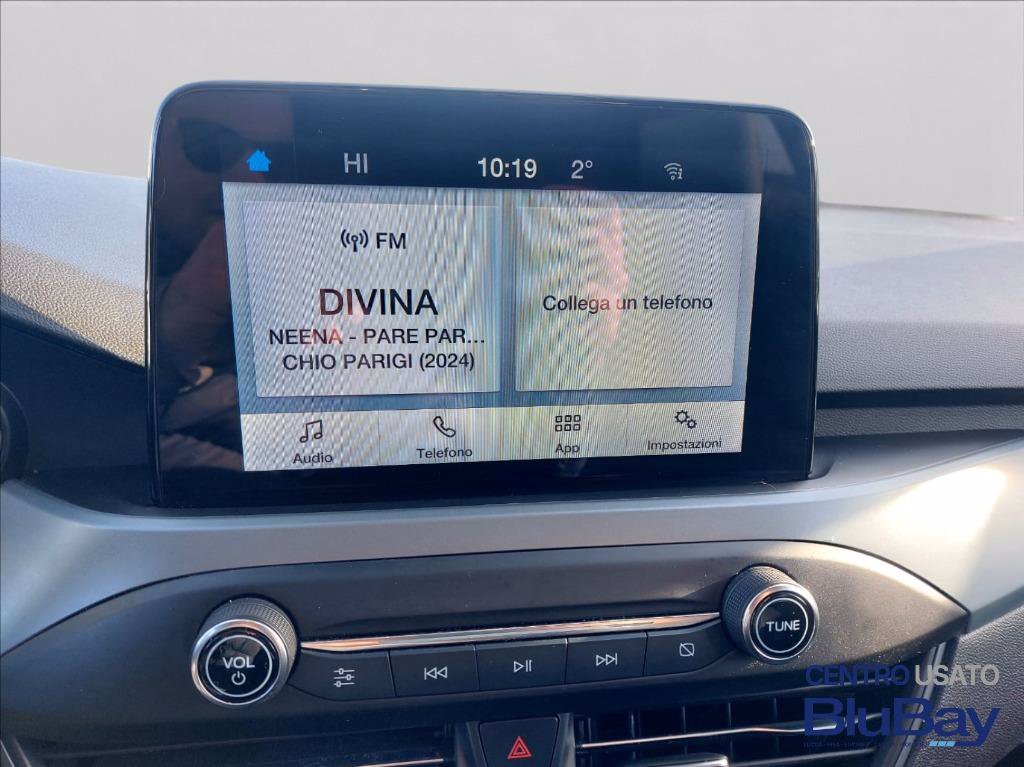 HI 10:19 2°
FM
DIVINA
NEENA - PARE PAR...
CHIO PARIGI (2024)
Collega un telefono
Audio Telefono App Impostazioni
VOL
TUNE
CENTRO USATO
BluBay